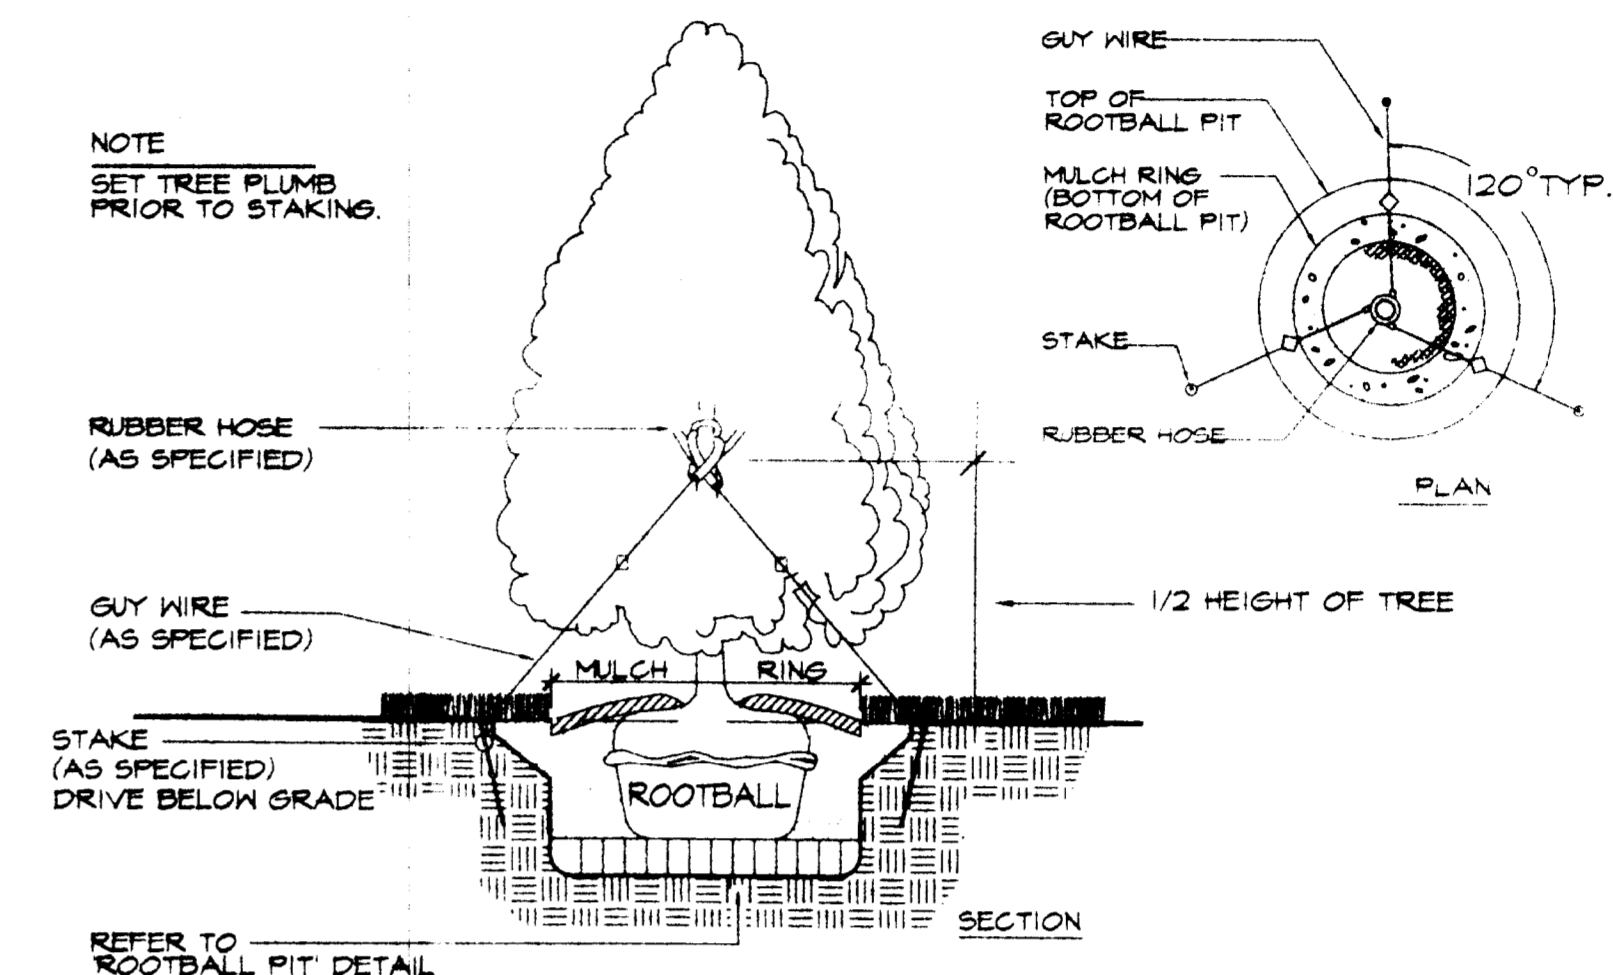 NOTE
SET TREE PLUMB
PRIOR TO STAKING.
RUBBER HOSE
(AS SPECIFIED)
GUY WIRE
(AS SPECIFIED)
STAKE
(AS SPECIFIED)
DRIVE BELOW GRADE
REFER TO
'ROOTBALL PIT' DETAIL
MULCH RING
ROOTBALL
1/2 HEIGHT OF TREE
SECTION
GUY WIRE
TOP OF
ROOTBALL PIT
MULCH RING
(BOTTOM OF
ROOTBALL PIT)
STAKE
RUBBER HOSE
120° TYP.
PLAN